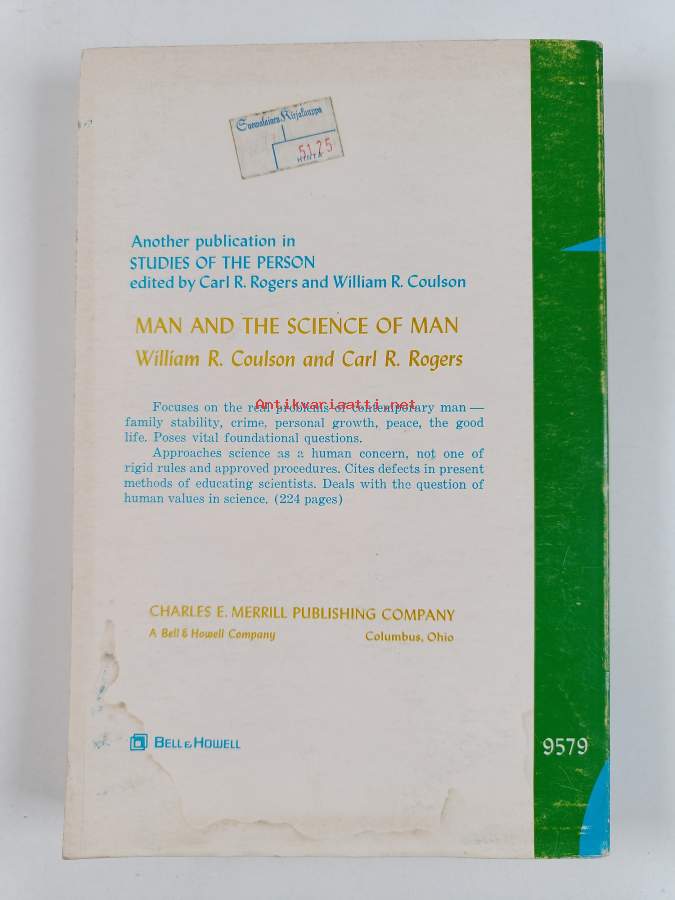 Suomalainen Kirjakauppa
51.25
HINTA
Another publication in
STUDIES OF THE PERSON
edited by Carl R. Rogers and William R. Coulson
MAN AND THE SCIENCE OF MAN
William R. Coulson and Carl R. Rogers
Antikvariaatti.net
Focuses on the real problems of contemporary man —
family stability, crime, personal growth, peace, the good
life. Poses vital foundational questions.
Approaches science as a human concern, not one of
rigid rules and approved procedures. Cites defects in present
methods of educating scientists. Deals with the question of
human values in science. (224 pages)
CHARLES E. MERRILL PUBLISHING COMPANY
A Bell & Howell Company Columbus, Ohio
BELL & HOWELL
9579